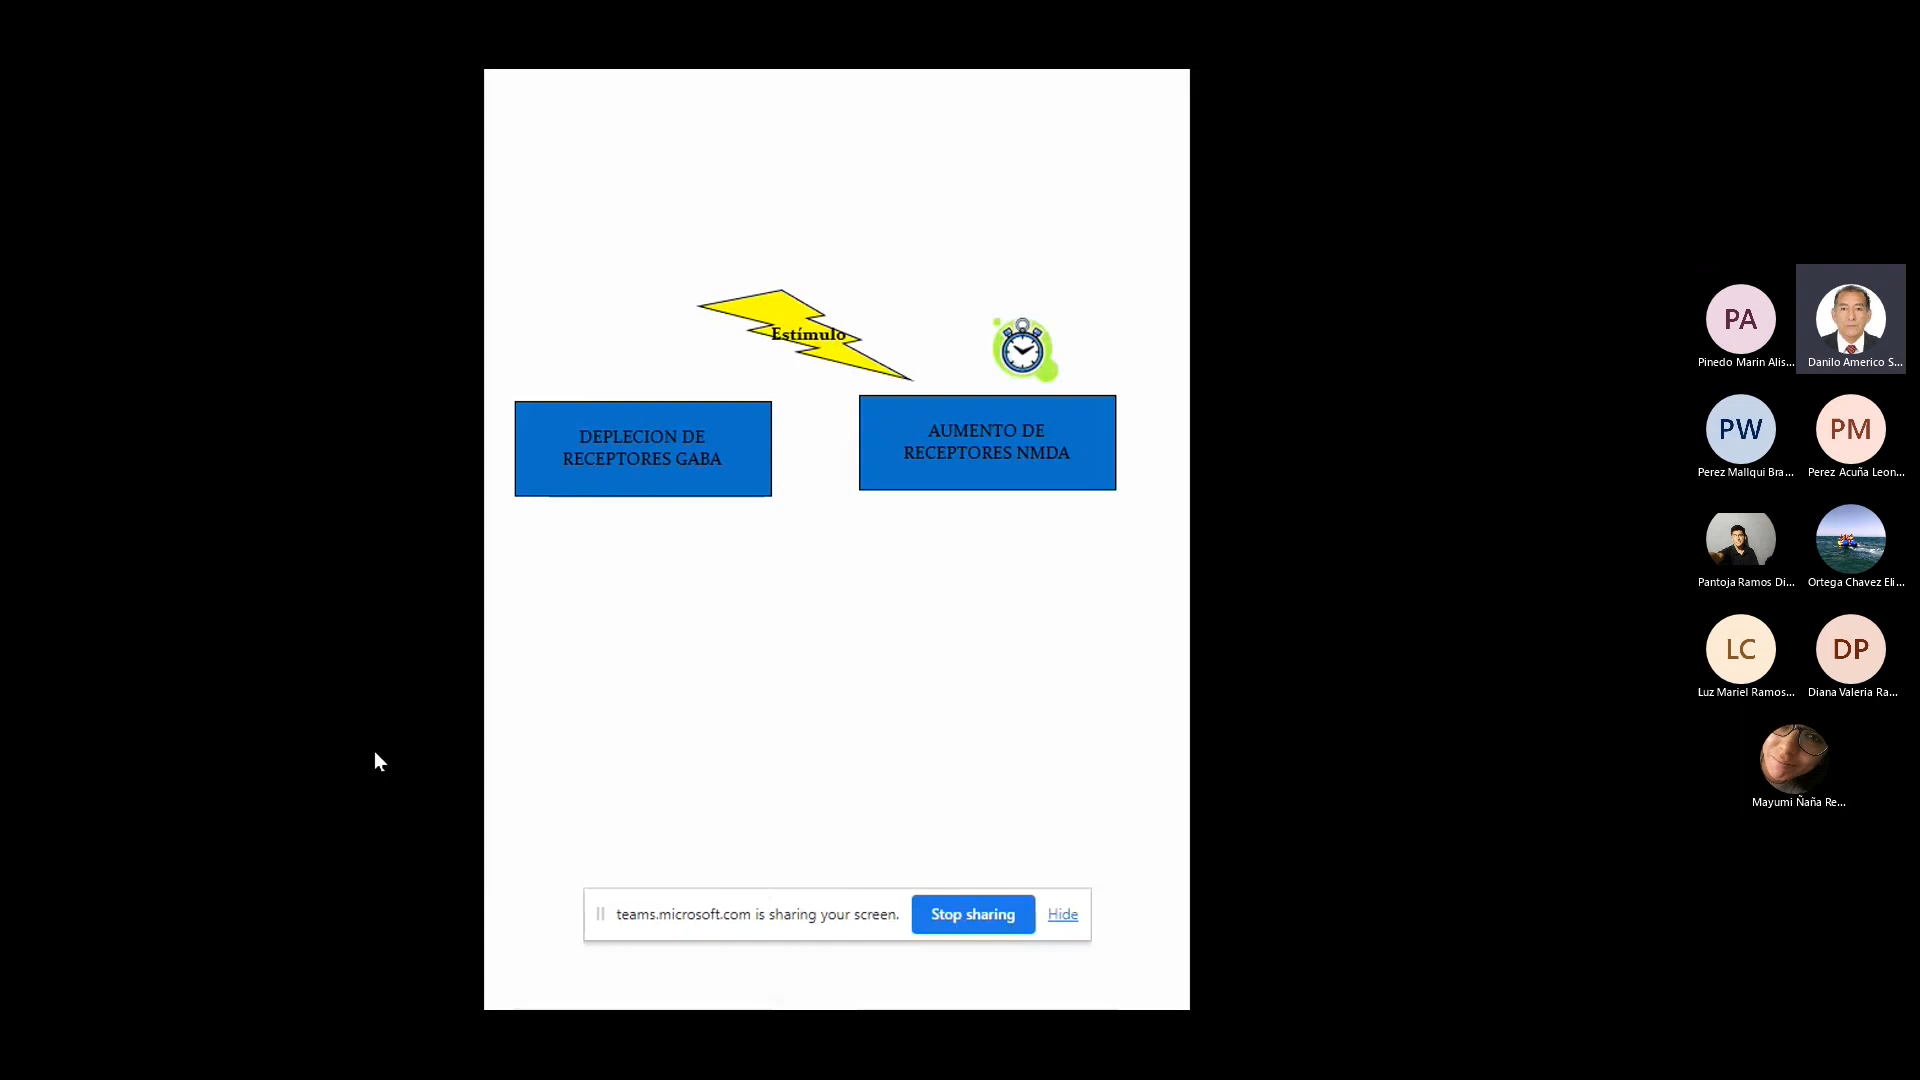 Estímulo
DEPLECION DE
RECEPTORES GABA
AUMENTO DE
RECEPTORES NMDA
teams.microsoft.com is sharing your screen.
Stop sharing
Hide
PA
Pinedo Marin Alis...
Danilo Americo S...
PW
Perez Mallqui Bra...
PM
Perez Acuña Leon...
Pantoja Ramos Di...
Ortega Chavez Eli...
LC
Luz Mariel Ramos...
DP
Diana Valeria Ra...
Mayumi Ñaña Re...